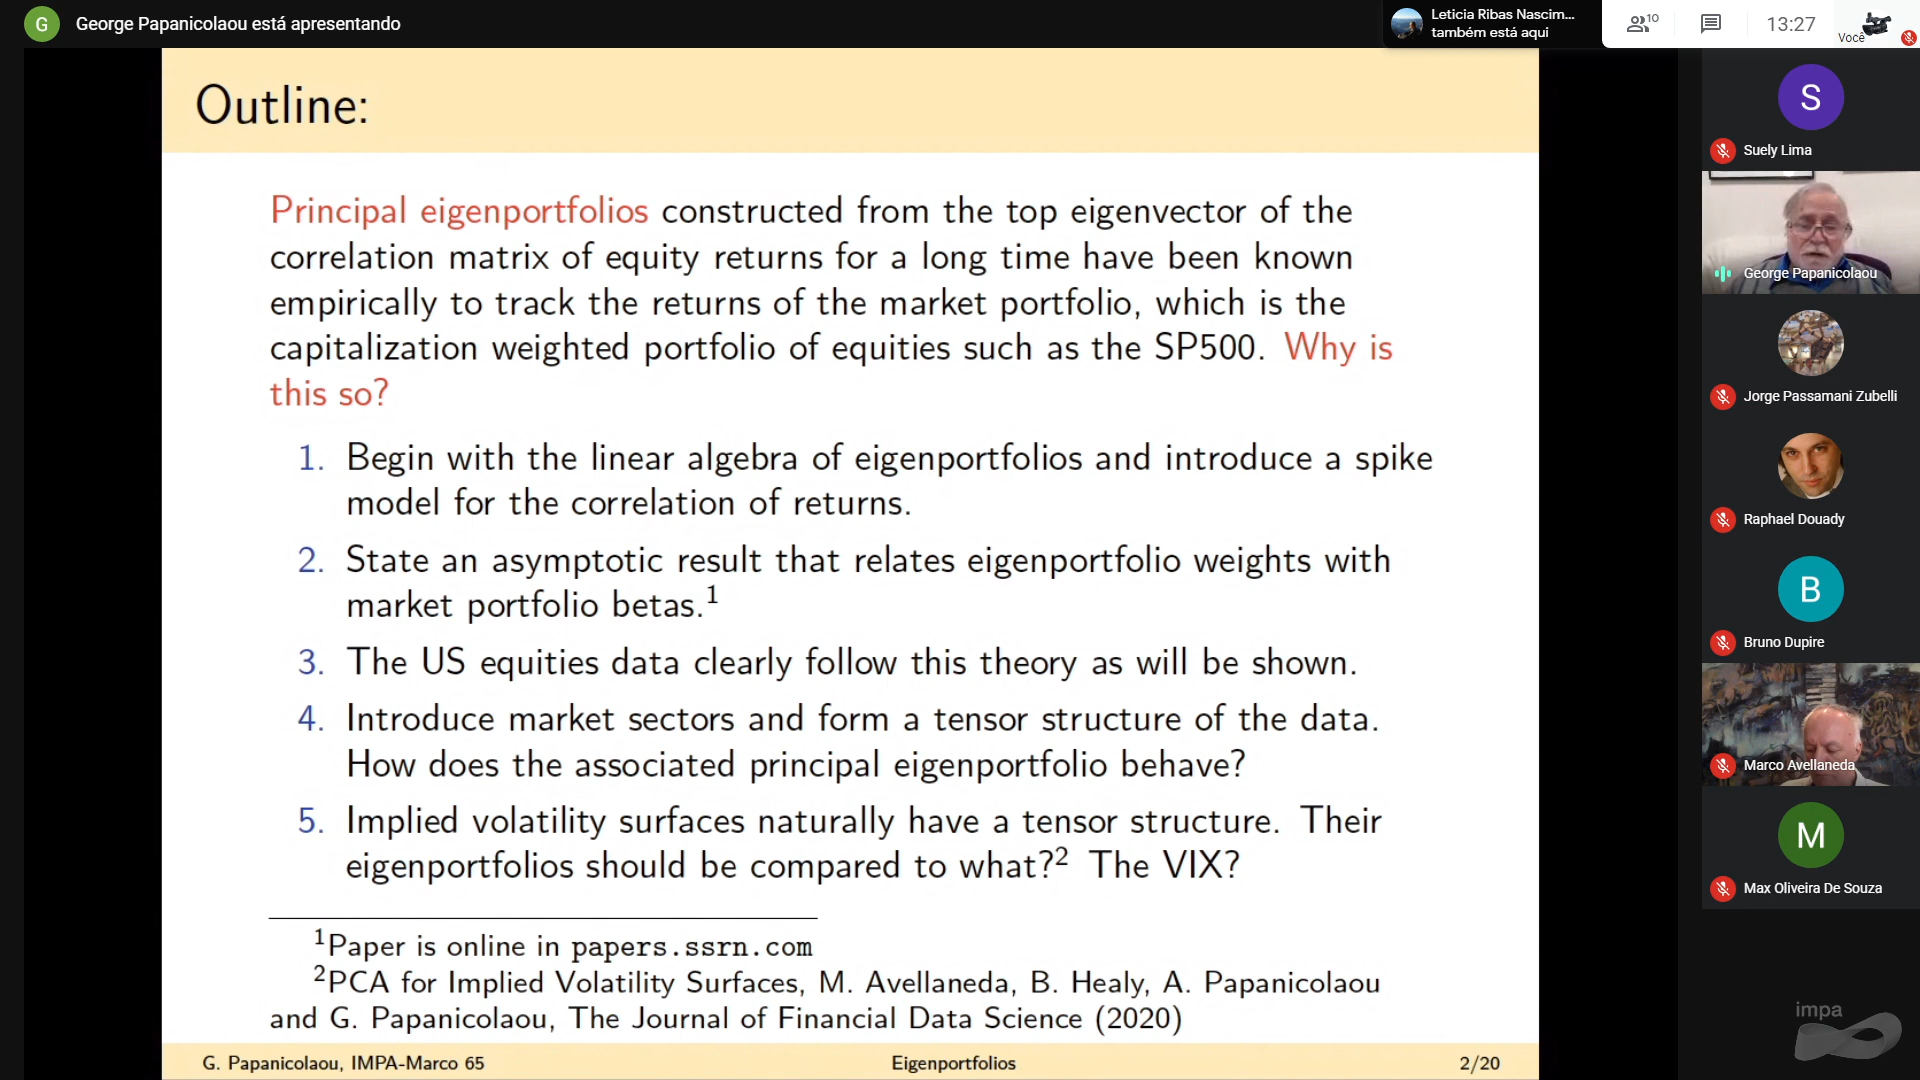 G
George Papanicolaou está apresentando
Leticia Ribas Nascim...
também está aqui
10
13:27
Você
Outline:
Principal eigenportfolios constructed from the top eigenvector of the
correlation matrix of equity returns for a long time have been known
empirically to track the returns of the market portfolio, which is the
capitalization weighted portfolio of equities such as the SP500. Why is
this so?
1. Begin with the linear algebra of eigenportfolios and introduce a spike
model for the correlation of returns.
2. State an asymptotic result that relates eigenportfolio weights with
market portfolio betas.¹
3. The US equities data clearly follow this theory as will be shown.
4. Introduce market sectors and form a tensor structure of the data.
How does the associated principal eigenportfolio behave?
5. Implied volatility surfaces naturally have a tensor structure. Their
eigenportfolios should be compared to what?² The VIX?
¹Paper is online in papers.ssrn.com
²PCA for Implied Volatility Surfaces, M. Avellaneda, B. Healy, A. Papanicolaou
and G. Papanicolaou, The Journal of Financial Data Science (2020)
G. Papanicolaou, IMPA-Marco 65
Eigenportfolios
2/20
S
Suely Lima
George Papanicolaou
Jorge Passamani Zubelli
Raphael Douady
B
Bruno Dupire
Marco Avellaneda
M
Max Oliveira De Souza
impa